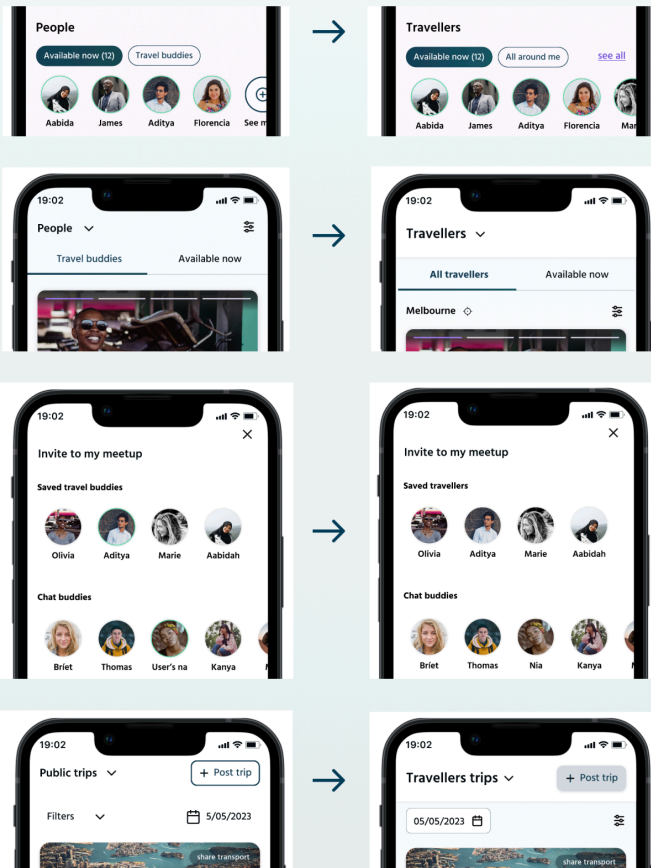 People
Available now (12) Travel buddies
Aabida James Aditya Florencia See m
Travellers
Available now (12) All around me see all
Aabida James Aditya Florencia Mar
19:02
People
Travel buddies Available now
19:02
Travellers
All travellers Available now
Melbourne
19:02
Invite to my meetup
Saved travel buddies
Olivia Aditya Marie Aabidah
Chat buddies
Bríet Thomas User's na Kanya
19:02
Invite to my meetup
Saved travellers
Olivia Aditya Marie Aabidah
Chat buddies
Bríet Thomas Nia Kanya
19:02
Public trips + Post trip
Filters 5/05/2023
share transport
19:02
Travellers trips + Post trip
05/05/2023
share transport